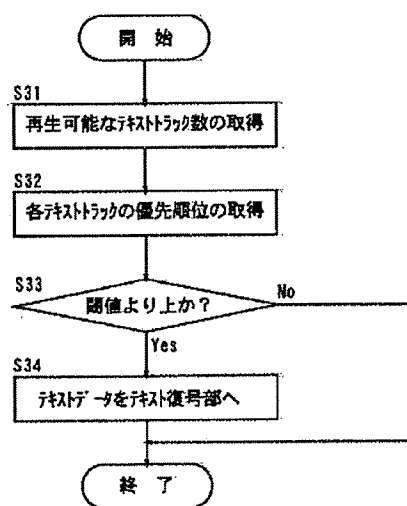 開 始
S31
再生可能なテキストトラック数の取得
S32
各テキストトラックの優先順位の取得
S33
閾値より上か？
No
Yes
S34
テキストデータをテキスト復号部へ
終 了